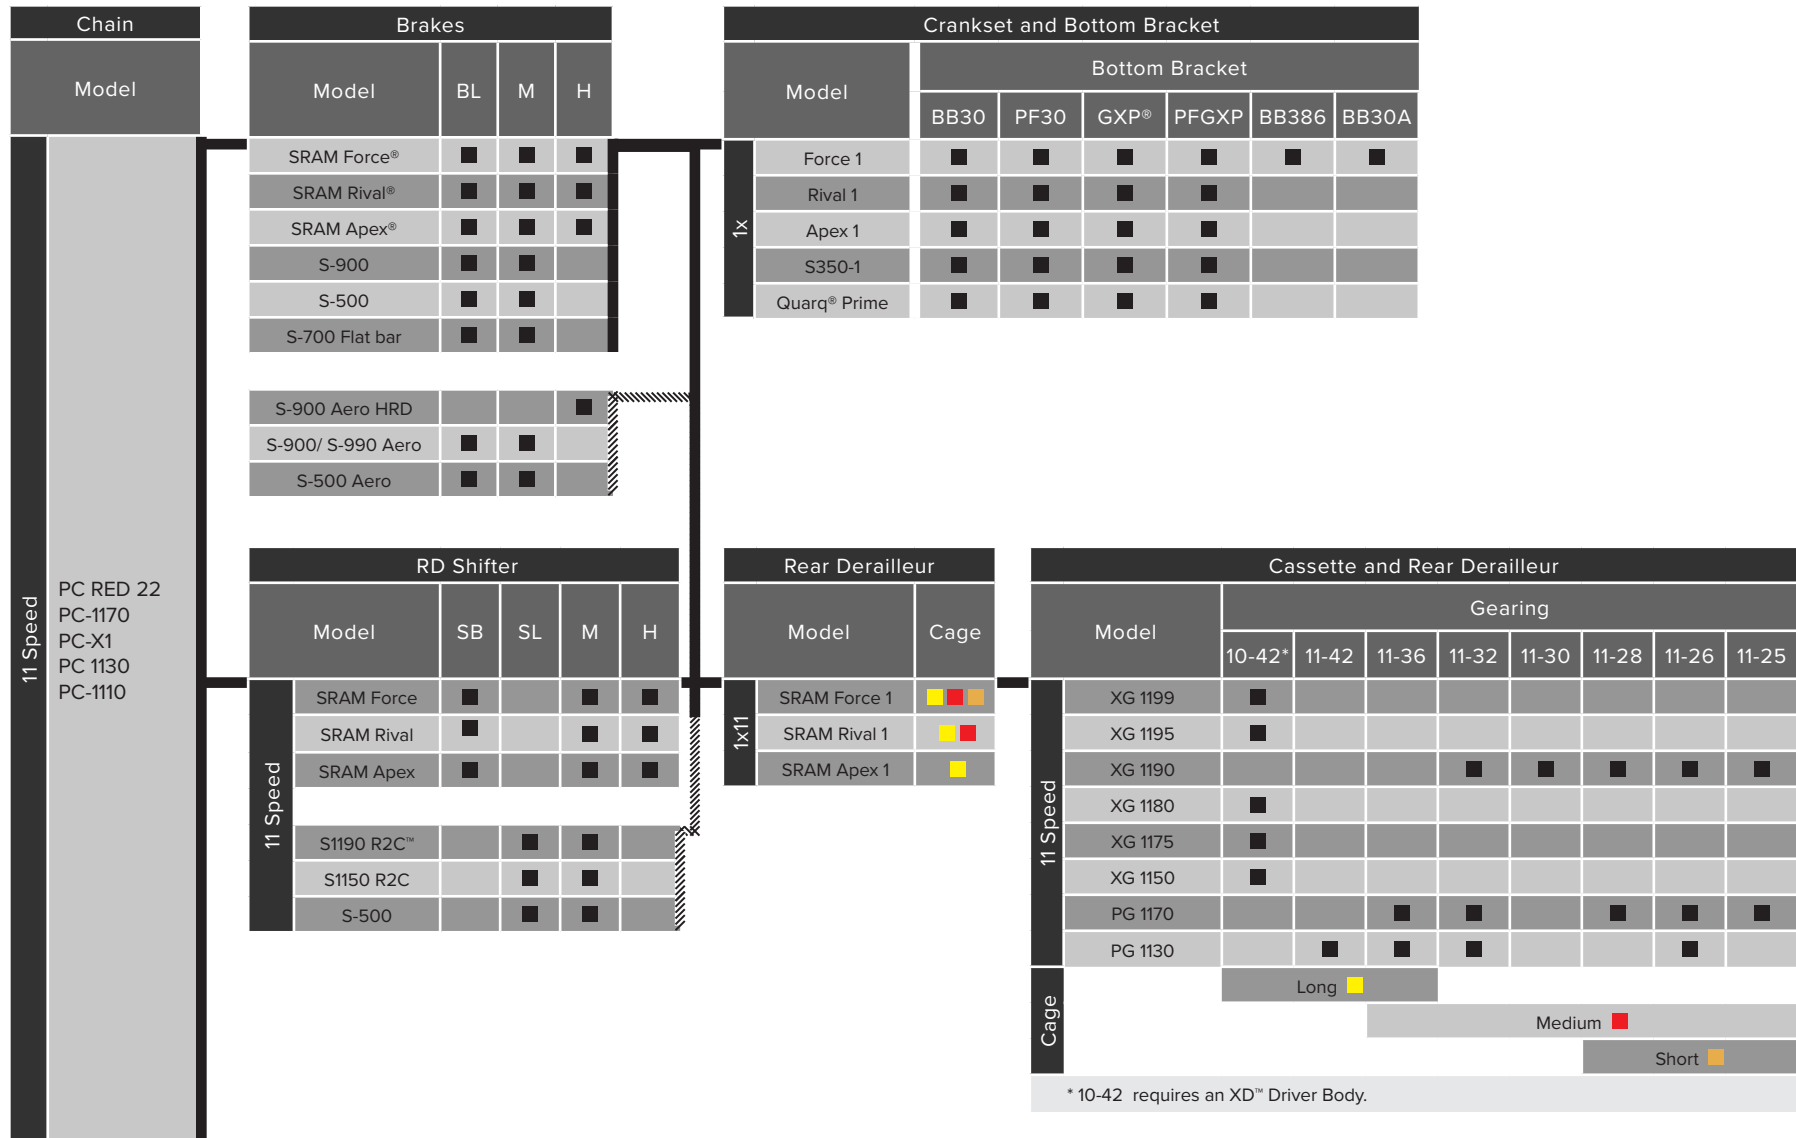 Chain
Model
11 Speed
PC RED 22
PC-1170
PC-X1
PC 1130
PC-1110
Brakes
Model BL M H
SRAM Force®
SRAM Rival®
SRAM Apex®
S-900
S-500
S-700 Flat bar
S-900 Aero HRD
S-900/ S-990 Aero
S-500 Aero
Crankset and Bottom Bracket
Model
Bottom Bracket
BB30 PF30 GXP® PFGXP BB386 BB30A
1x
Force 1
Rival 1
Apex 1
S350-1
Quarq® Prime
RD Shifter
Model SB SL M H
11 Speed
SRAM Force
SRAM Rival
SRAM Apex
S1190 R2C™
S1150 R2C
S-500
Rear Derailleur
Model Cage
1x11
SRAM Force 1
SRAM Rival 1
SRAM Apex 1
Cassette and Rear Derailleur
Model
Gearing
10-42* 11-42 11-36 11-32 11-30 11-28 11-26 11-25
11 Speed
XG 1199
XG 1195
XG 1190
XG 1180
XG 1175
XG 1150
PG 1170
PG 1130
Cage
Long
Medium
Short
* 10-42 requires an XD™ Driver Body.